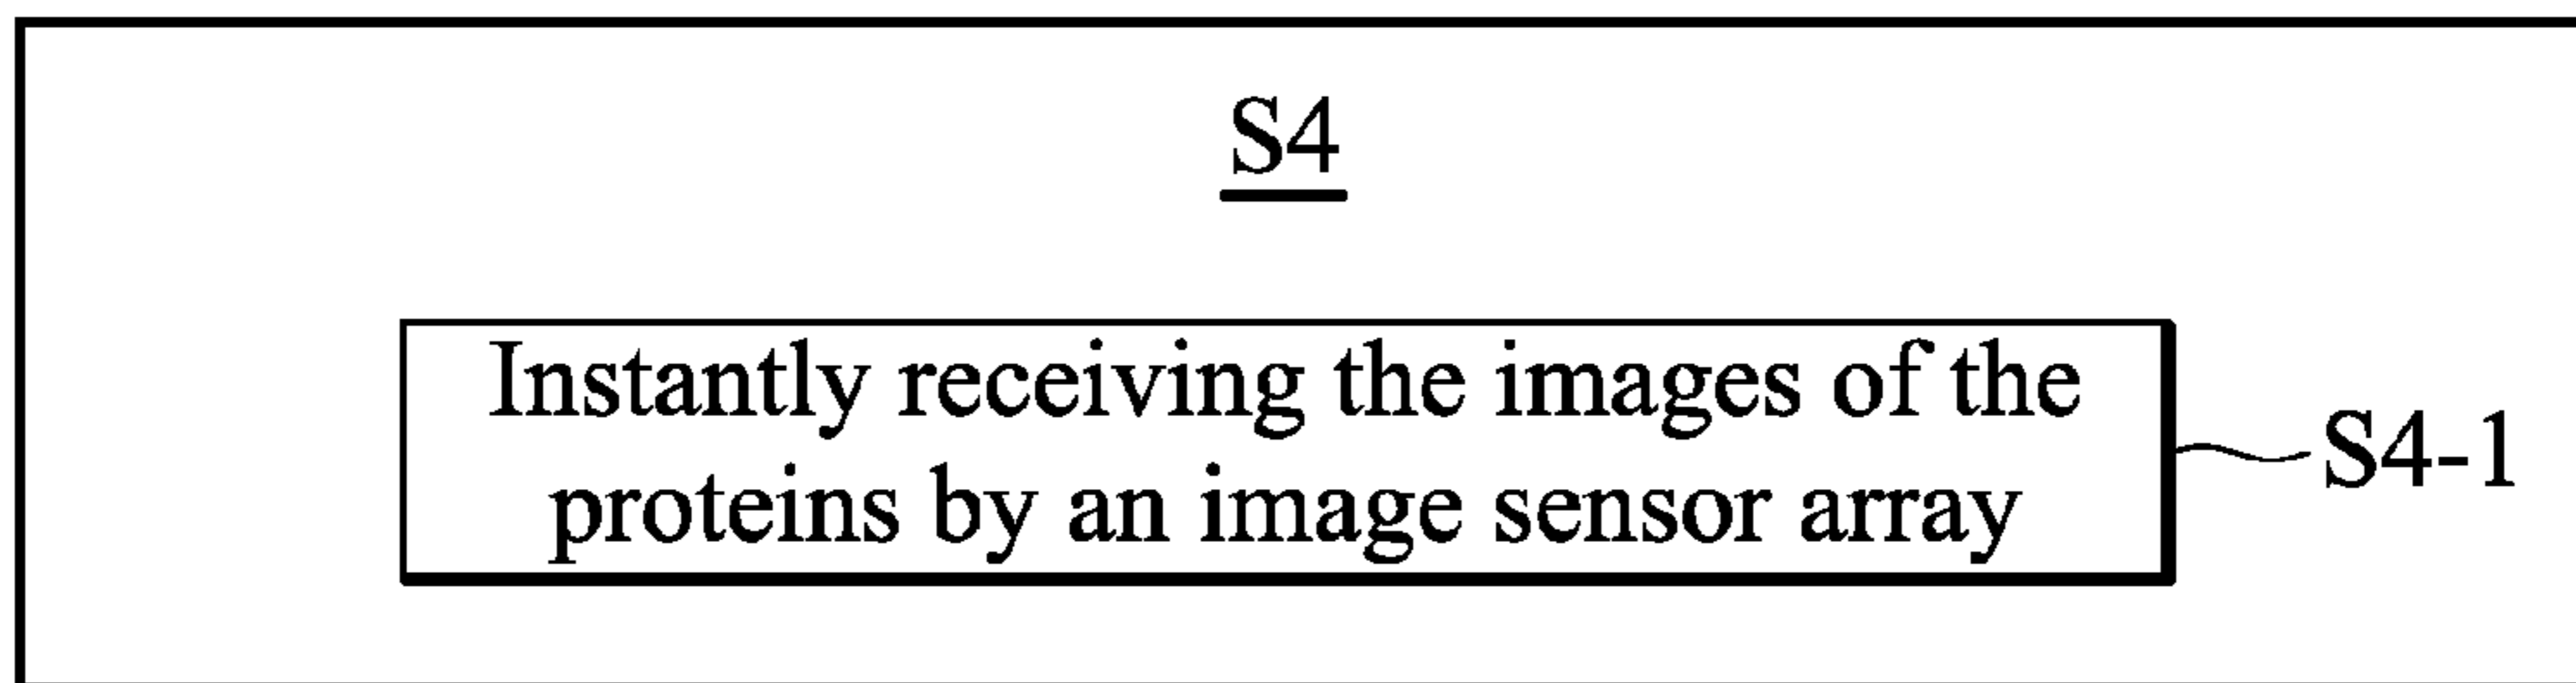 S4
Instantly receiving the images of the
proteins by an image sensor array
S4-1